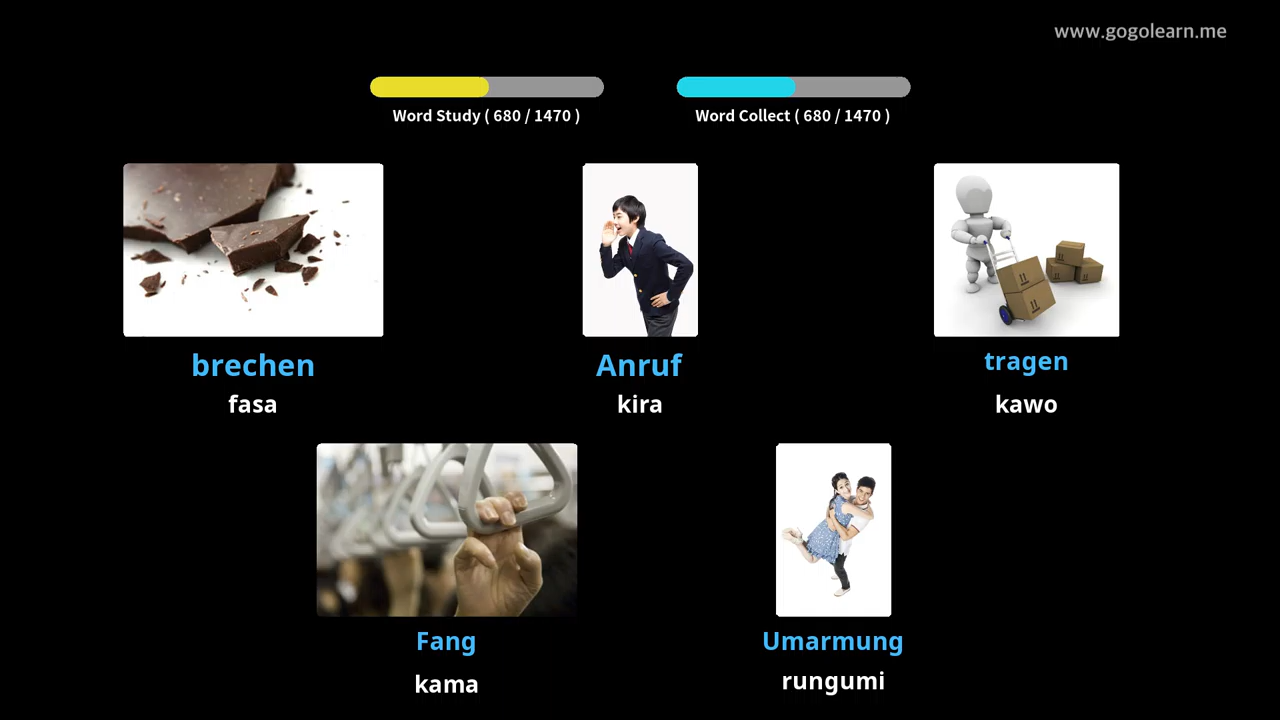 www.gogolearn.me
Word Study ( 680 / 1470 )
Word Collect ( 680 / 1470 )
brechen
fasa
Anruf
kira
tragen
kawo
Fang
kama
Umarmung
rungumi